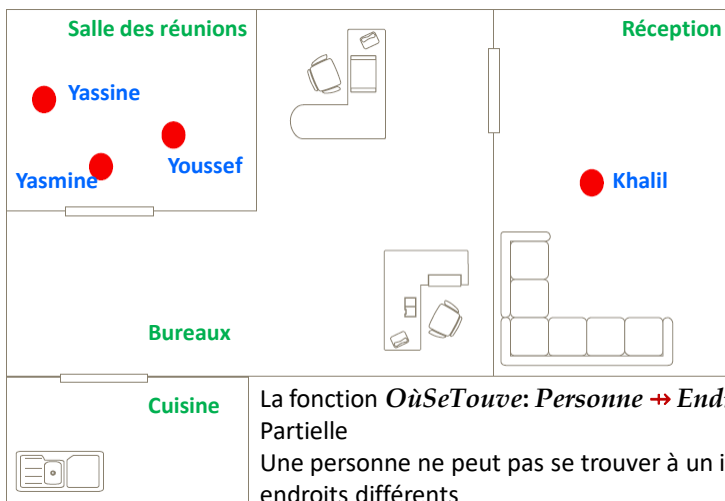 Salle des réunions
Réception
Yassine
Youssef
Yasmine
Khalil
Bureaux
Cuisine
La fonction OùSeTouve: Personne ⇸
Partielle
Une personne ne peut pas se trouver à un
endroits différents